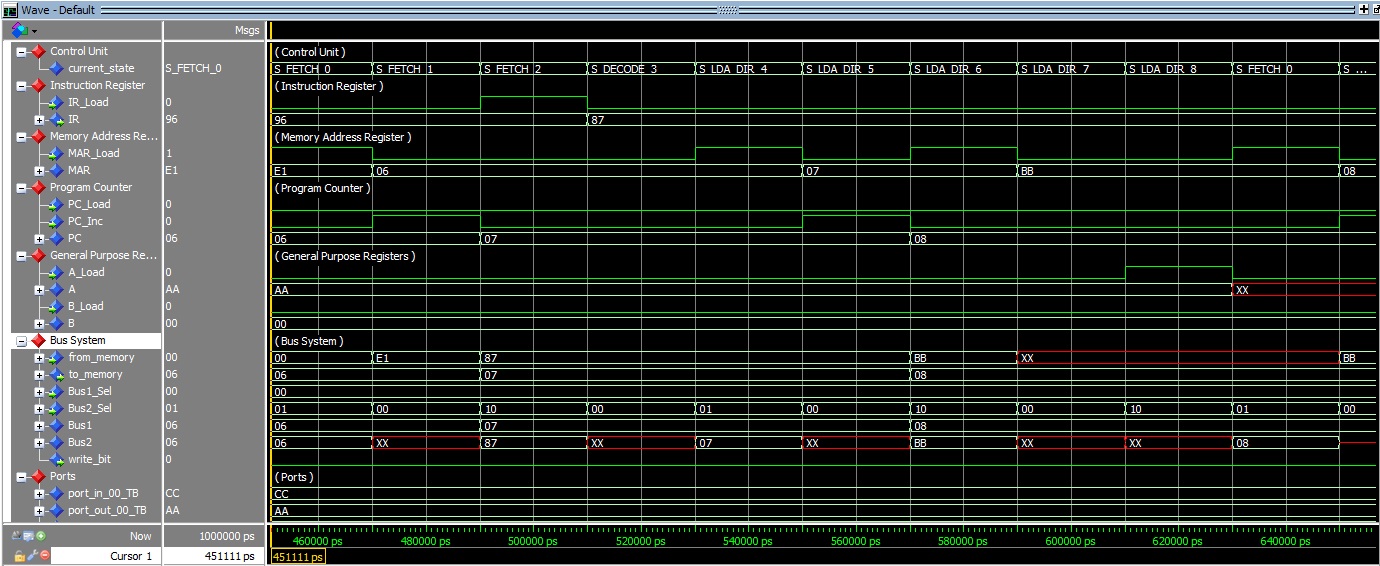 Wave - Default
Msgs
Control Unit ( Control Unit )
current_state S_FETCH_0 S_FETCH_0 S_FETCH_1 S_FETCH_2 S_DECODE_3 S_LDA_DIR_4 S_LDA_DIR_5 S_LDA_DIR_6 S_LDA_DIR_7 S_LDA_DIR_8 S_FETCH_0 S_...
Instruction Register ( Instruction Register )
IR_Load 0
IR 96 96 87
Memory Address Re... ( Memory Address Register )
MAR_Load 1
MAR E1 E1 06 07 BB 08
Program Counter ( Program Counter )
PC_Load 0
PC_Inc 0
PC 06 06 07 08
General Purpose Re... ( General Purpose Registers )
A_Load 0
A AA AA XX
B_Load 0
B 00 00
Bus System ( Bus System )
from_memory 00 00 E1 87 BB XX BB
to_memory 06 06 07 08
Bus1_Sel 00 00
Bus2_Sel 01 01 00 10 00 01 00 10 00 10 01 00
Bus1 06 06 07 08
Bus2 06 06 XX 87 XX 07 XX BB XX XX 08
write_bit 0
Ports ( Ports )
port_in_00_TB CC CC
port_out_00_TB AA AA
Now 1000000 ps 460000 ps 480000 ps 500000 ps 520000 ps 540000 ps 560000 ps 580000 ps 600000 ps 620000 ps 640000 ps
Cursor 1 451111 ps 451111 ps